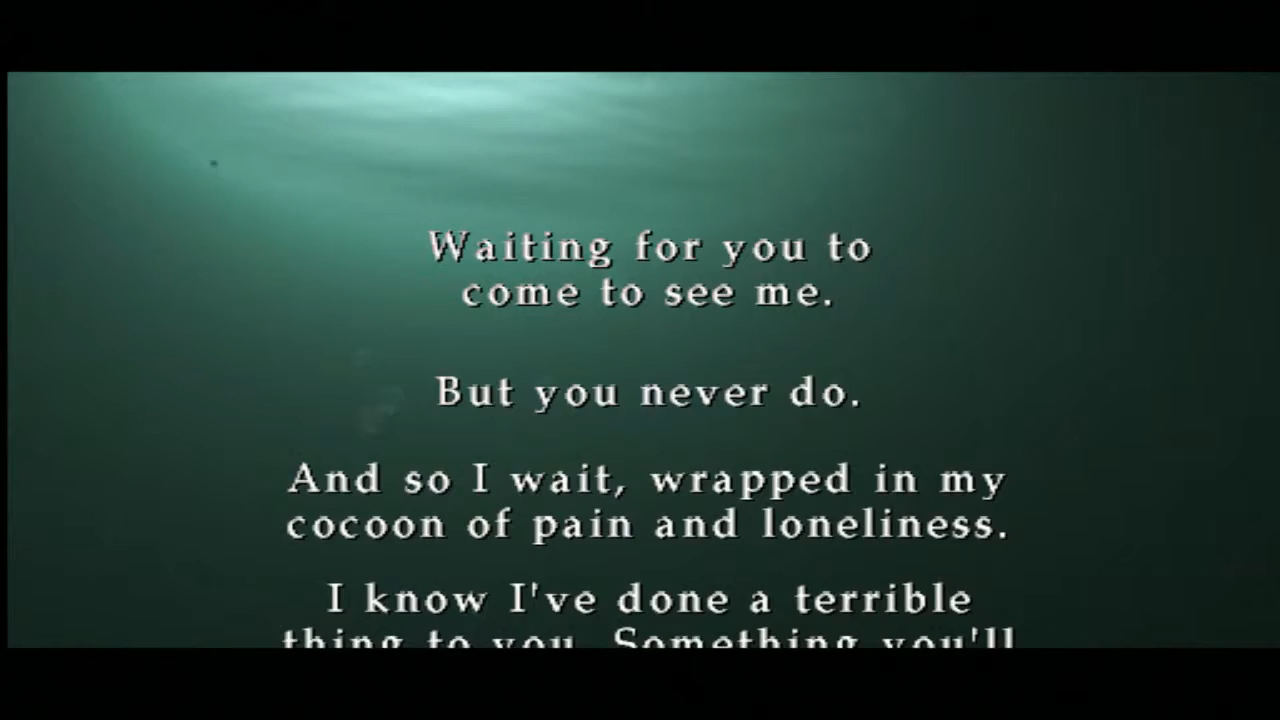 Waiting for you to
come to see me.
But you never do.
And so I wait, wrapped in my
cocoon of pain and loneliness.
I know I've done a terrible
thing to you. Something you'll